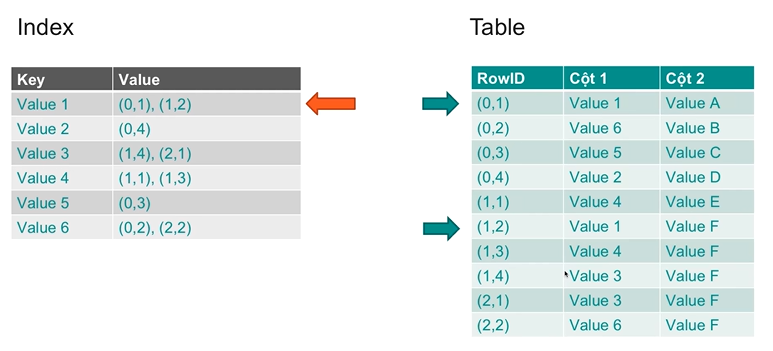 Index
Table
Key Value
Value 1 (0,1), (1,2)
Value 2 (0,4)
Value 3 (1,4), (2,1)
Value 4 (1,1), (1,3)
Value 5 (0,3)
Value 6 (0,2), (2,2)
RowID Cột 1 Cột 2
(0,1) Value 1 Value A
(0,2) Value 6 Value B
(0,3) Value 5 Value C
(0,4) Value 2 Value D
(1,1) Value 4 Value E
(1,2) Value 1 Value F
(1,3) Value 4 Value F
(1,4) Value 3 Value F
(2,1) Value 3 Value F
(2,2) Value 6 Value F